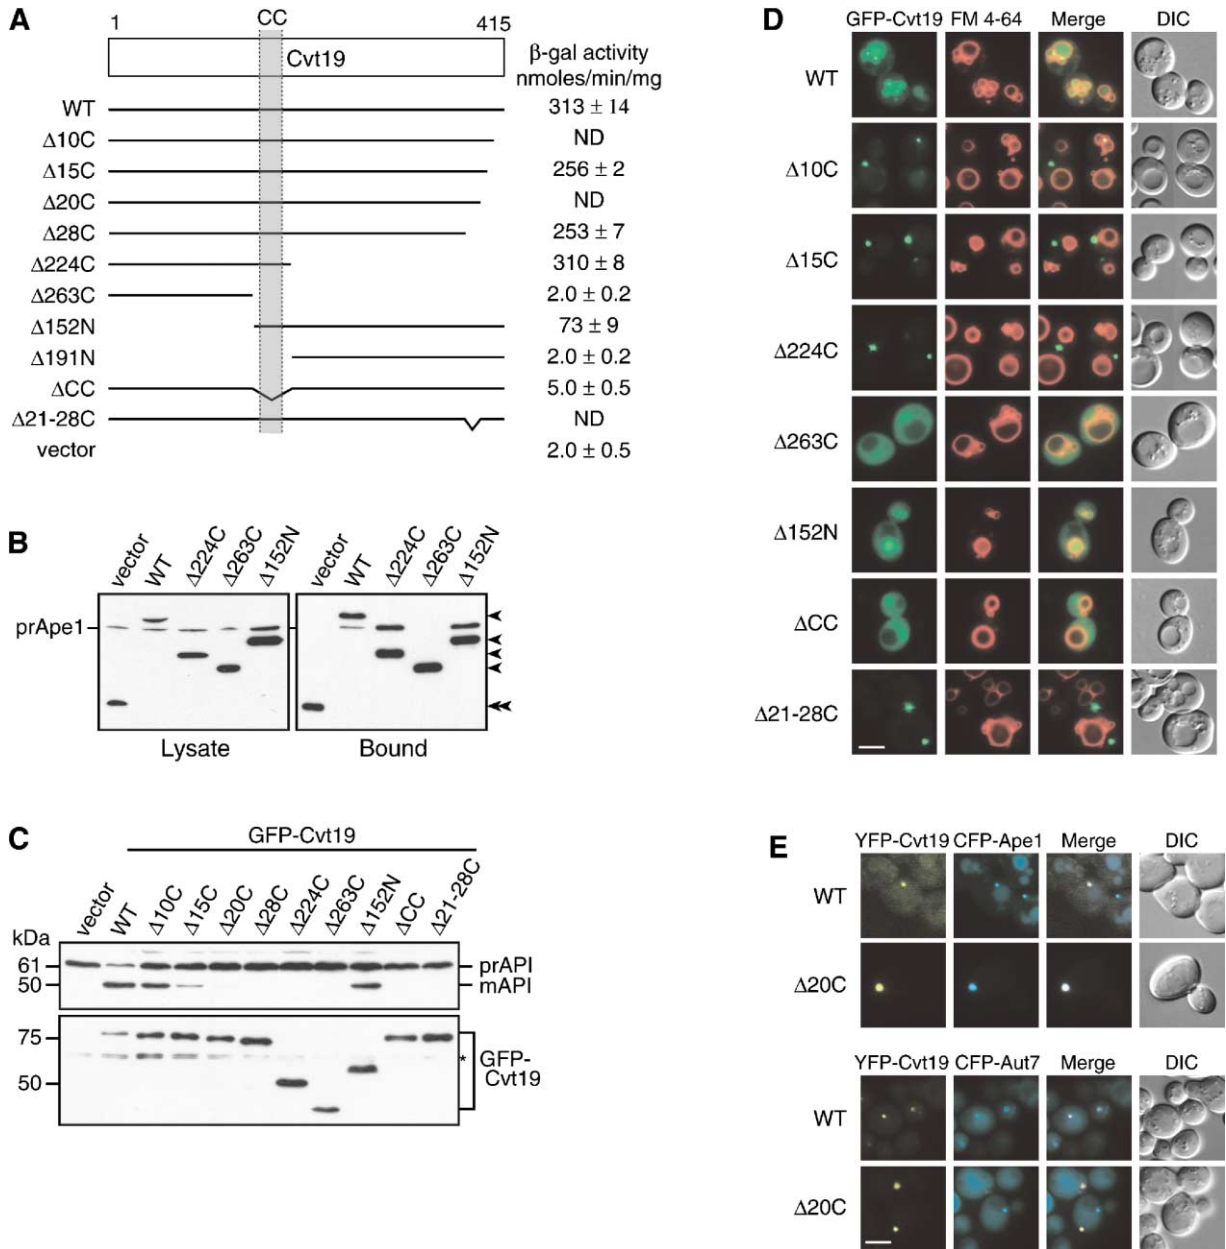 A
1 CC 415
Cvt19
β-gal activity
nmoles/min/mg
WT 313 ± 14
Δ10C ND
Δ15C 256 ± 2
Δ20C ND
Δ28C 253 ± 7
Δ224C 310 ± 8
Δ263C 2.0 ± 0.2
Δ152N 73 ± 9
Δ191N 2.0 ± 0.2
ΔCC 5.0 ± 0.5
Δ21-28C ND
vector 2.0 ± 0.5
B
vector WT Δ224C Δ263C Δ152N vector WT Δ224C Δ263C Δ152N
prApe1
Lysate Bound
C
GFP-Cvt19
vector WT Δ10C Δ15C Δ20C Δ28C Δ224C Δ263C Δ152N ΔCC Δ21-28C
kDa
61 prAPI
50 mAPI
75
* GFP-
Cvt19
50
D
GFP-Cvt19 FM 4-64 Merge DIC
WT
Δ10C
Δ15C
Δ224C
Δ263C
Δ152N
ΔCC
Δ21-28C
E
YFP-Cvt19 CFP-Ape1 Merge DIC
WT
Δ20C
YFP-Cvt19 CFP-Aut7 Merge DIC
WT
Δ20C